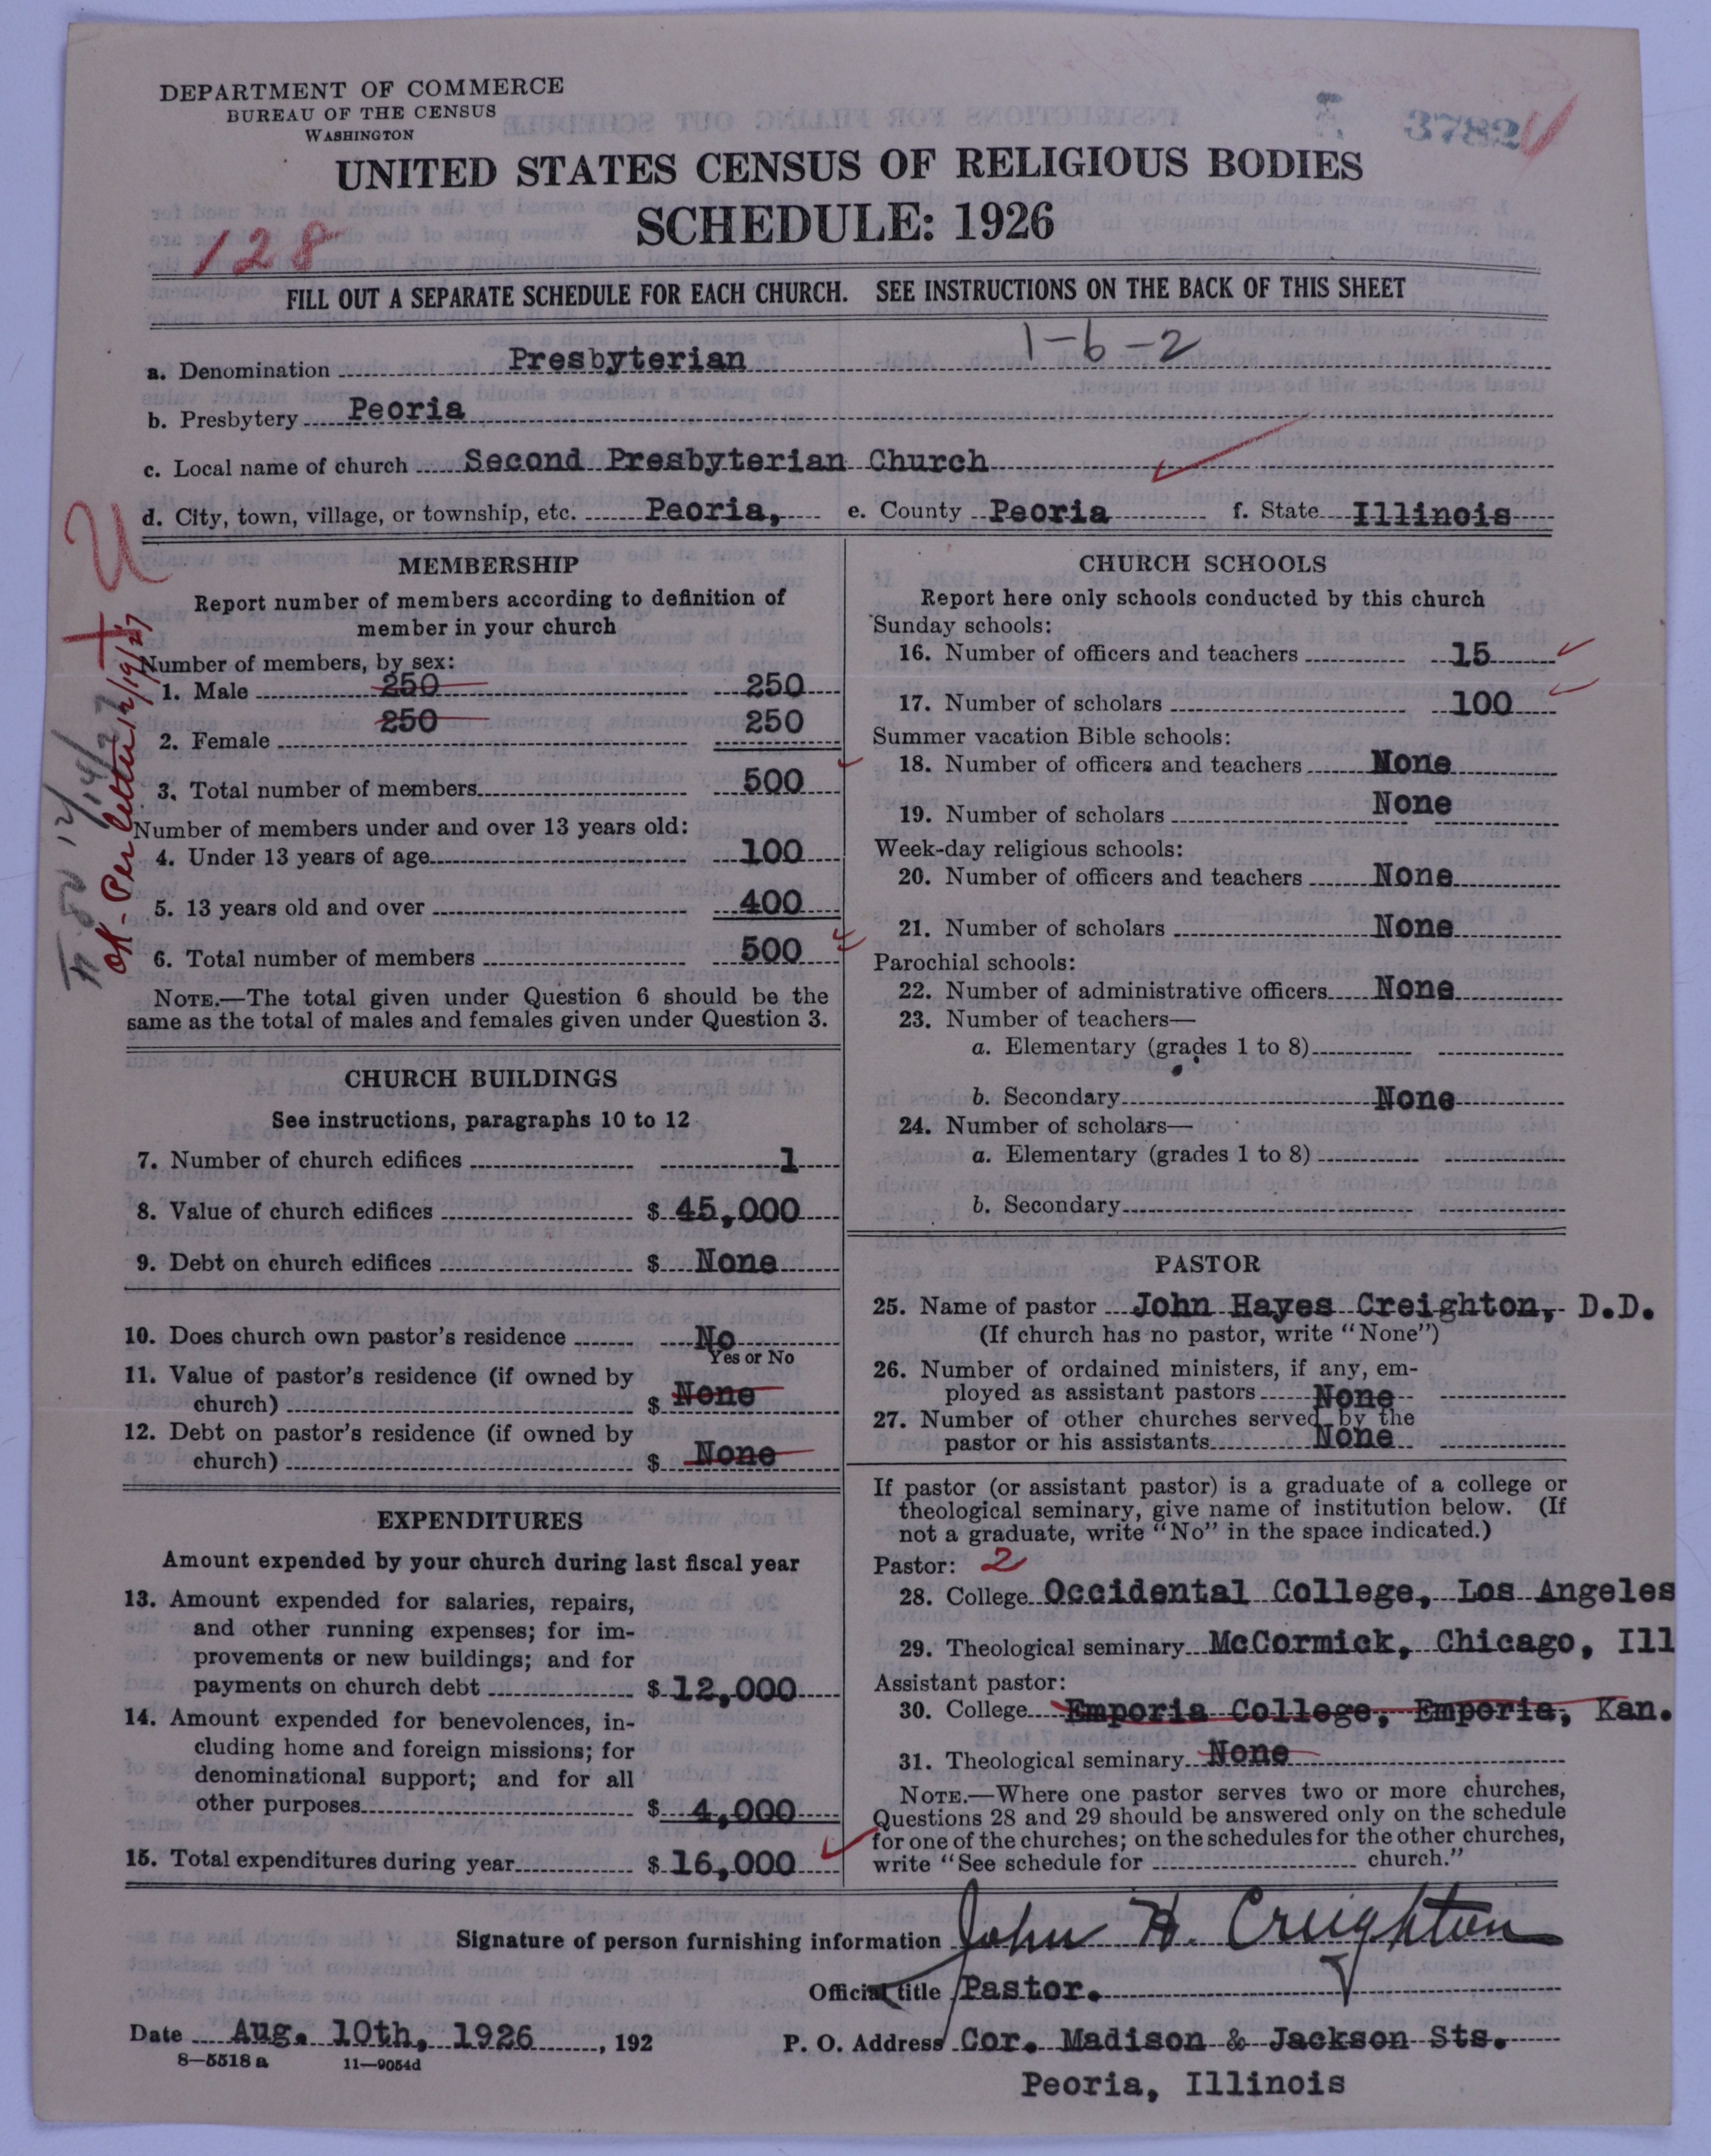 DEPARTMENT OF COMMERCE
BUREAU OF THE CENSUS
WASHINGTON
3782
UNITED STATES CENSUS OF RELIGIOUS BODIES
SCHEDULE: 1926
128
FILL OUT A SEPARATE SCHEDULE FOR EACH CHURCH. SEE INSTRUCTIONS ON THE BACK OF THIS SHEET
1-6-2
a. Denomination Presbyterian
b. Presbytery Peoria
c. Local name of church Second Presbyterian Church
d. City, town, village, or township, etc. Peoria, e. County Peoria f. State Illinois
U
OK - Per letter 12/19/27
12/14/27
MEMBERSHIP
Report number of members according to definition of
member in your church
Number of members, by sex:
1. Male 250 250
2. Female 250 250
3. Total number of members 500
Number of members under and over 13 years old:
4. Under 13 years of age 100
5. 13 years old and over 400
6. Total number of members 500
NOTE.—The total given under Question 6 should be the
same as the total of males and females given under Question 3.
CHURCH BUILDINGS
See instructions, paragraphs 10 to 12
7. Number of church edifices 1
8. Value of church edifices $ 45,000
9. Debt on church edifices $ None
10. Does church own pastor's residence No
Yes or No
11. Value of pastor's residence (if owned by
church) $ None
12. Debt on pastor's residence (if owned by
church) $ None
EXPENDITURES
Amount expended by your church during last fiscal year
13. Amount expended for salaries, repairs,
and other running expenses; for im-
provements or new buildings; and for
payments on church debt $ 12,000
14. Amount expended for benevolences, in-
cluding home and foreign missions; for
denominational support; and for all
other purposes $ 4,000
15. Total expenditures during year $ 16,000
CHURCH SCHOOLS
Report here only schools conducted by this church
Sunday schools:
16. Number of officers and teachers 15
17. Number of scholars 100
Summer vacation Bible schools:
18. Number of officers and teachers None
19. Number of scholars None
Week-day religious schools:
20. Number of officers and teachers None
21. Number of scholars None
Parochial schools:
22. Number of administrative officers None
23. Number of teachers—
a. Elementary (grades 1 to 8)
b. Secondary None
24. Number of scholars—
a. Elementary (grades 1 to 8)
b. Secondary
PASTOR
25. Name of pastor John Hayes Creighton, D.D.
(If church has no pastor, write "None")
26. Number of ordained ministers, if any, em-
ployed as assistant pastors None
27. Number of other churches served by the
pastor or his assistants None
If pastor (or assistant pastor) is a graduate of a college or
theological seminary, give name of institution below. (If
not a graduate, write "No" in the space indicated.)
Pastor: 2
28. College Occidental College, Los Angeles
29. Theological seminary McCormick, Chicago, Ill
Assistant pastor:
30. College Emporia College, Emporia, Kan.
31. Theological seminary None
NOTE.—Where one pastor serves two or more churches,
Questions 28 and 29 should be answered only on the schedule
for one of the churches; on the schedules for the other churches,
write "See schedule for church."
Signature of person furnishing information John H. Creighton
Official title Pastor.
Date Aug. 10th, 1926, 192 P. O. Address Cor. Madison & Jackson Sts.
8—5518 a 11—9054d
Peoria, Illinois